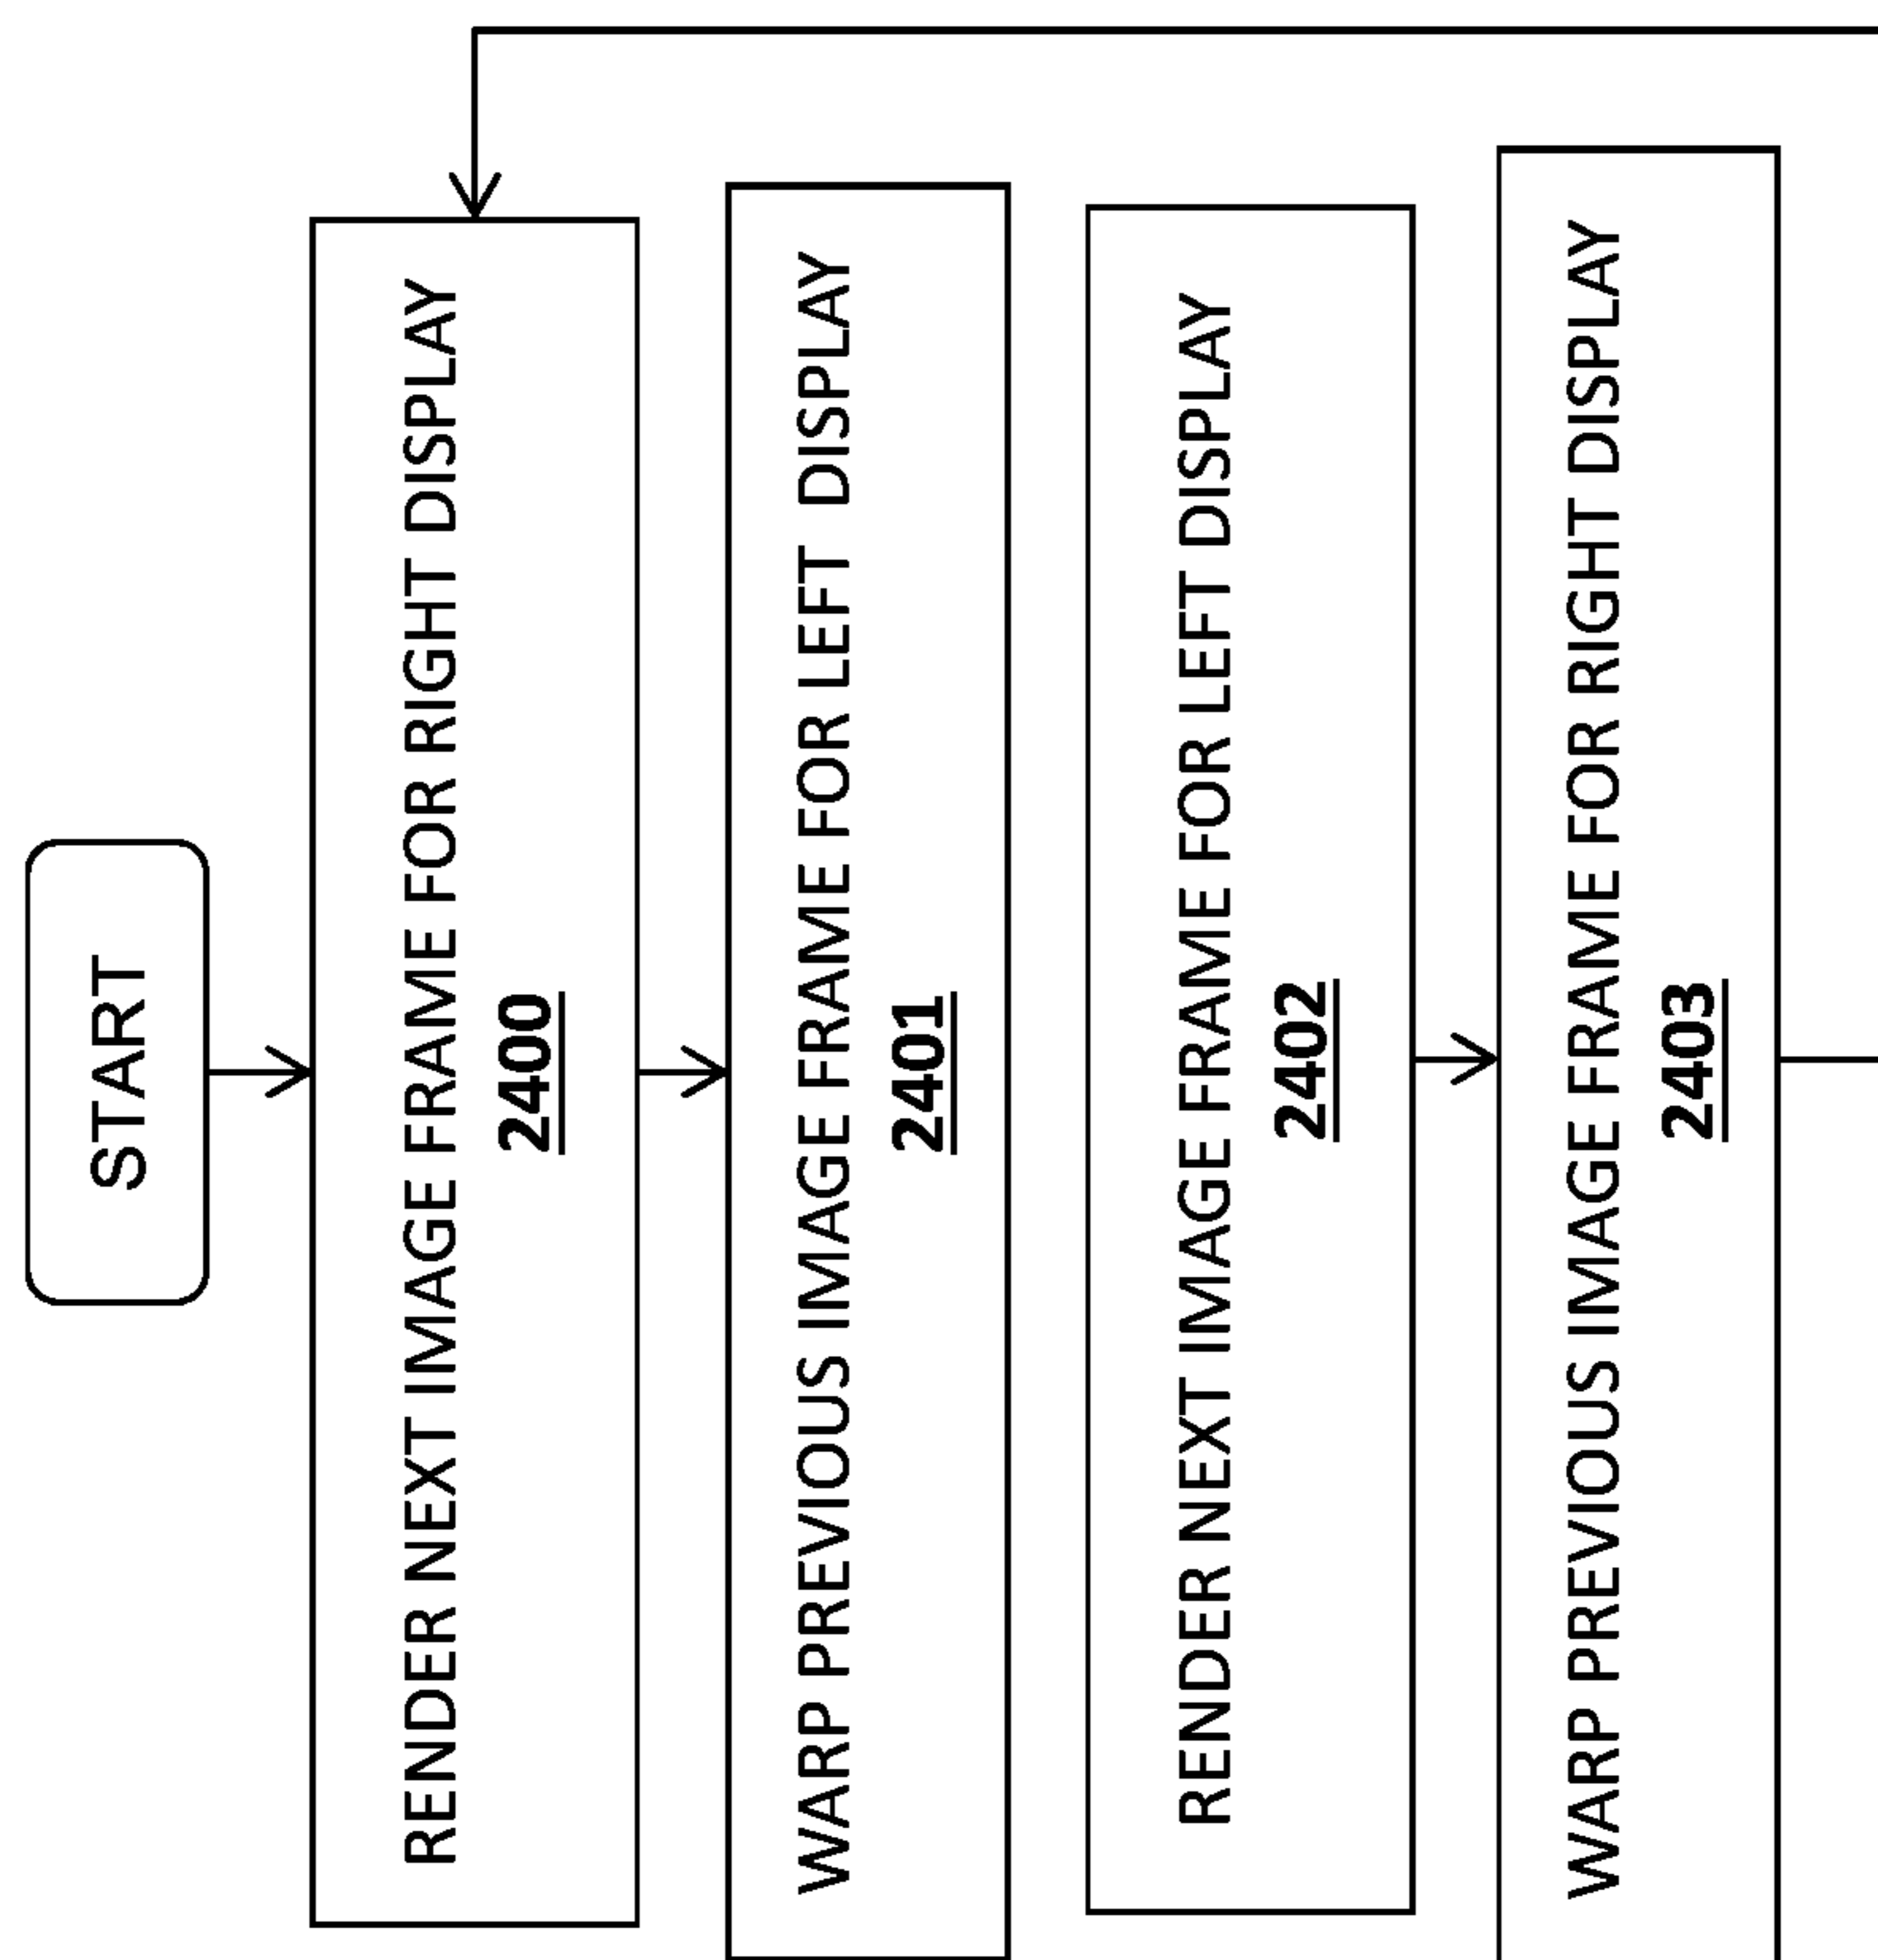 START
RENDER NEXT IMAGE FRAME FOR RIGHT DISPLAY
2400
WARP PREVIOUS IMAGE FRAME FOR LEFT DISPLAY
2401
RENDER NEXT IMAGE FRAME FOR LEFT DISPLAY
2402
WARP PREVIOUS IMAGE FRAME FOR RIGHT DISPLAY
2403